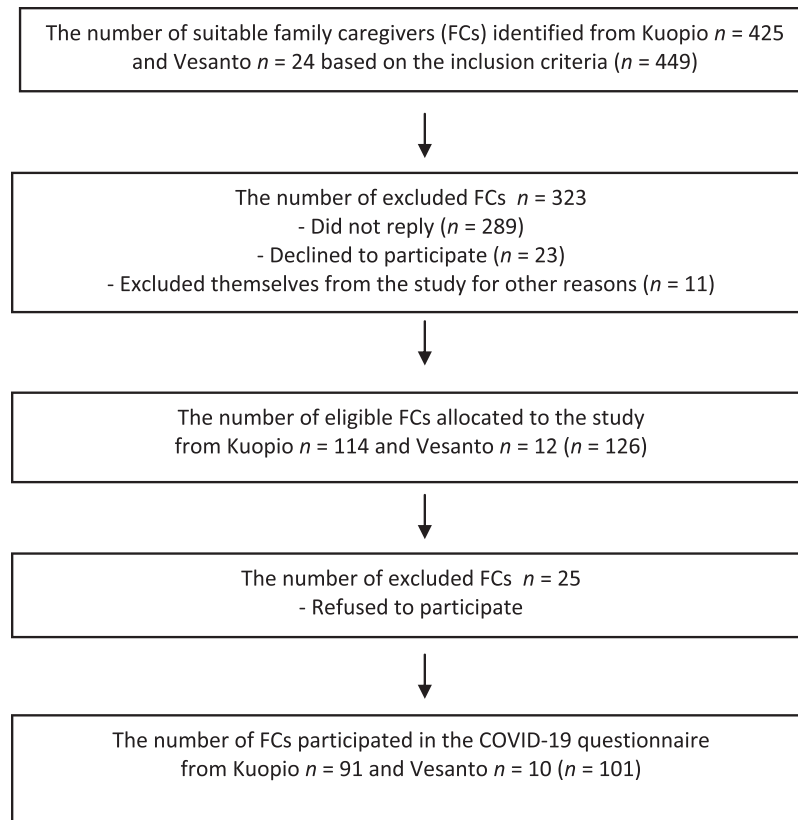 The number of suitable family caregivers (FCs) identified from Kuopio n = 425
and Vesanto n = 24 based on the inclusion criteria (n = 449)
The number of excluded FCs n = 323
- Did not reply (n = 289)
- Declined to participate (n = 23)
- Excluded themselves from the study for other reasons (n = 11)
The number of eligible FCs allocated to the study
from Kuopio n = 114 and Vesanto n = 12 (n = 126)
The number of excluded FCs n = 25
- Refused to participate
The number of FCs participated in the COVID-19 questionnaire
from Kuopio n = 91 and Vesanto n = 10 (n = 101)